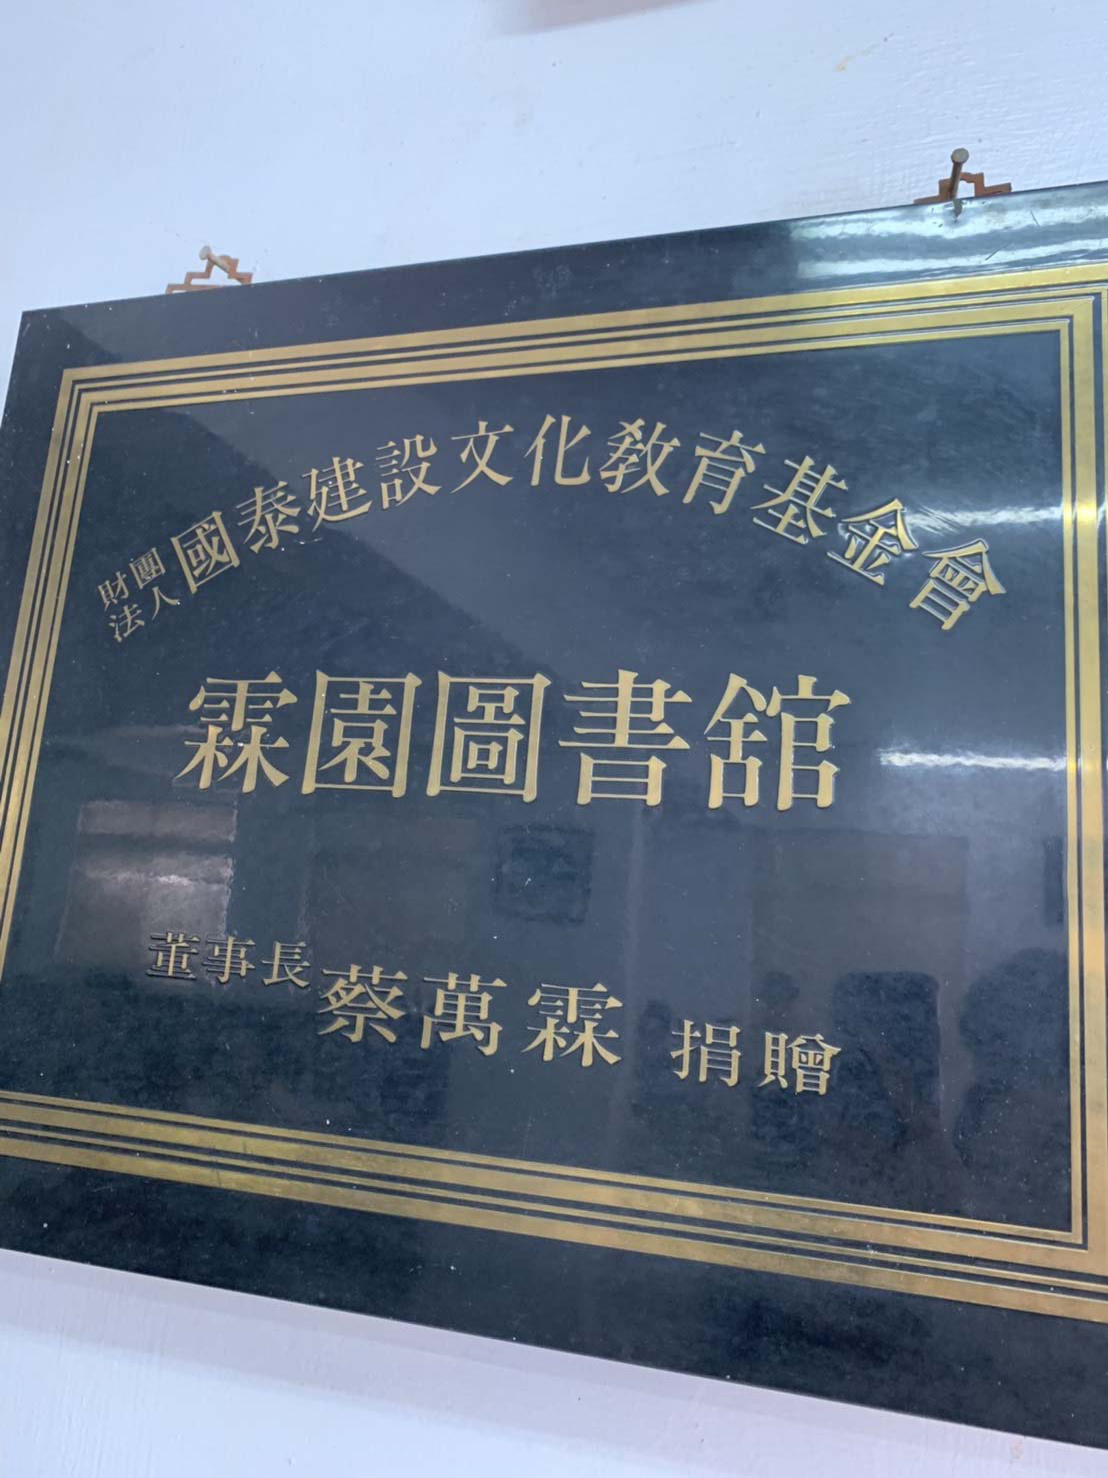 財團法人國泰建設文化教育基金會
霖園圖書舘
董事長蔡萬霖 捐贈